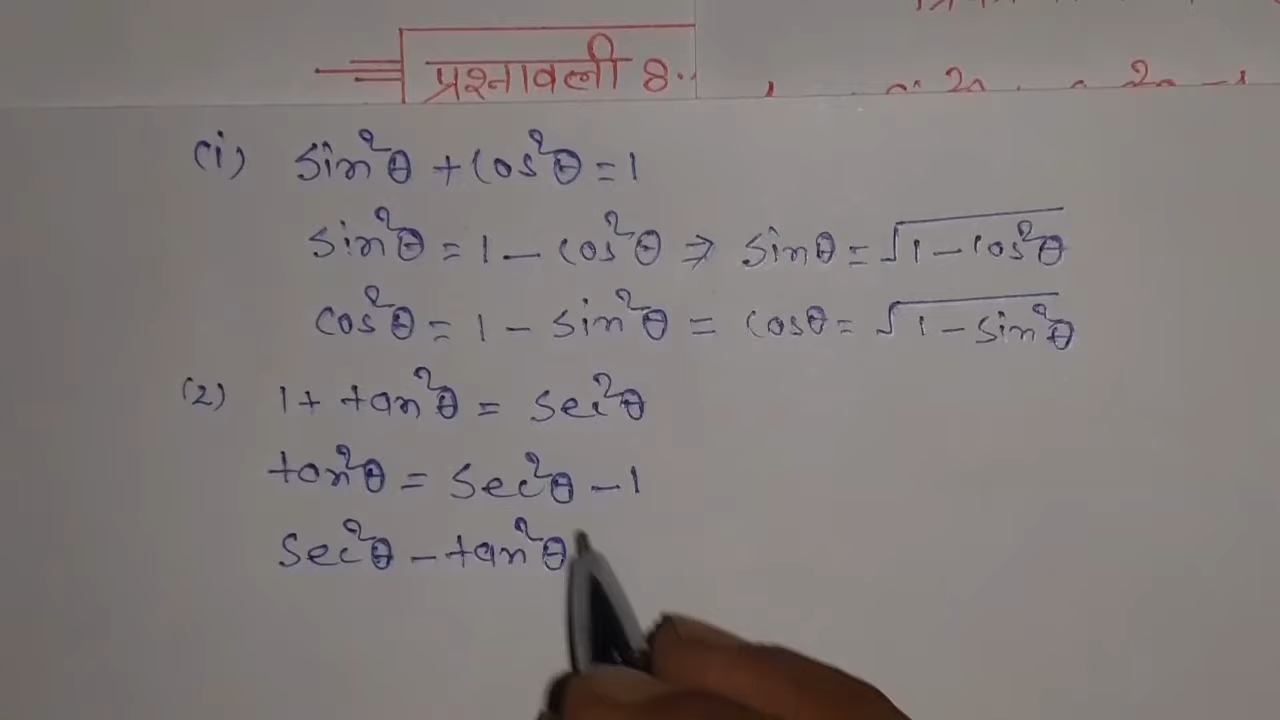 प्रश्नावली 8.
(i) sin²θ + cos²θ = 1
sin²θ = 1 - cos²θ ⇒ sinθ = √1 - cos²θ
cos²θ = 1 - sin²θ = cosθ = √1 - sin²θ
(2) 1 + tan²θ = sec²θ
tan²θ = sec²θ - 1
sec²θ - tan²θ